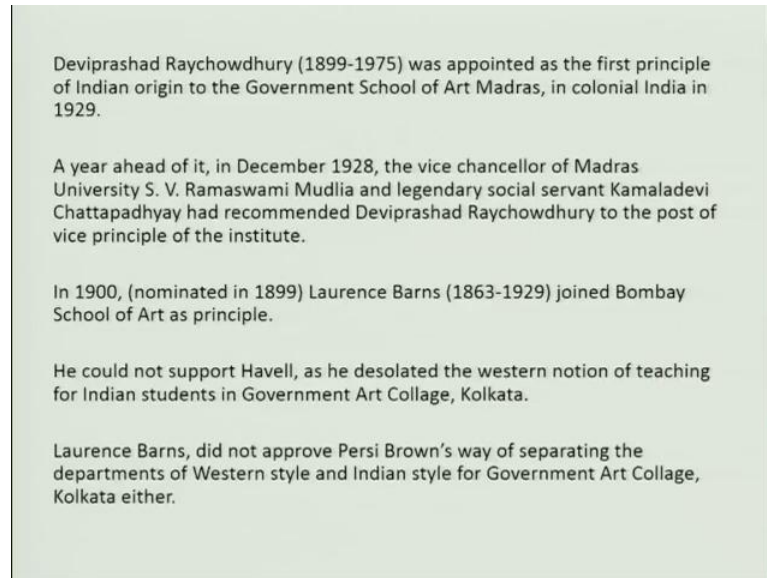 Deviprashad Raychowdhury (1899-1975) was appointed as the first principle
of Indian origin to the Government School of Art Madras, in colonial India in
1929.
A year ahead of it, in December 1928, the vice chancellor of Madras
University S. V. Ramaswami Mudlia and legendary social servant Kamaladevi
Chattapadhyay had recommended Deviprashad Raychowdhury to the post of
vice principle of the institute.
In 1900, (nominated in 1899) Laurence Barns (1863-1929) joined Bombay
School of Art as principle.
He could not support Havell, as he desolated the western notion of teaching
for Indian students in Government Art Collage, Kolkata.
Laurence Barns, did not approve Persi Brown's way of separating the
departments of Western style and Indian style for Government Art Collage,
Kolkata either.